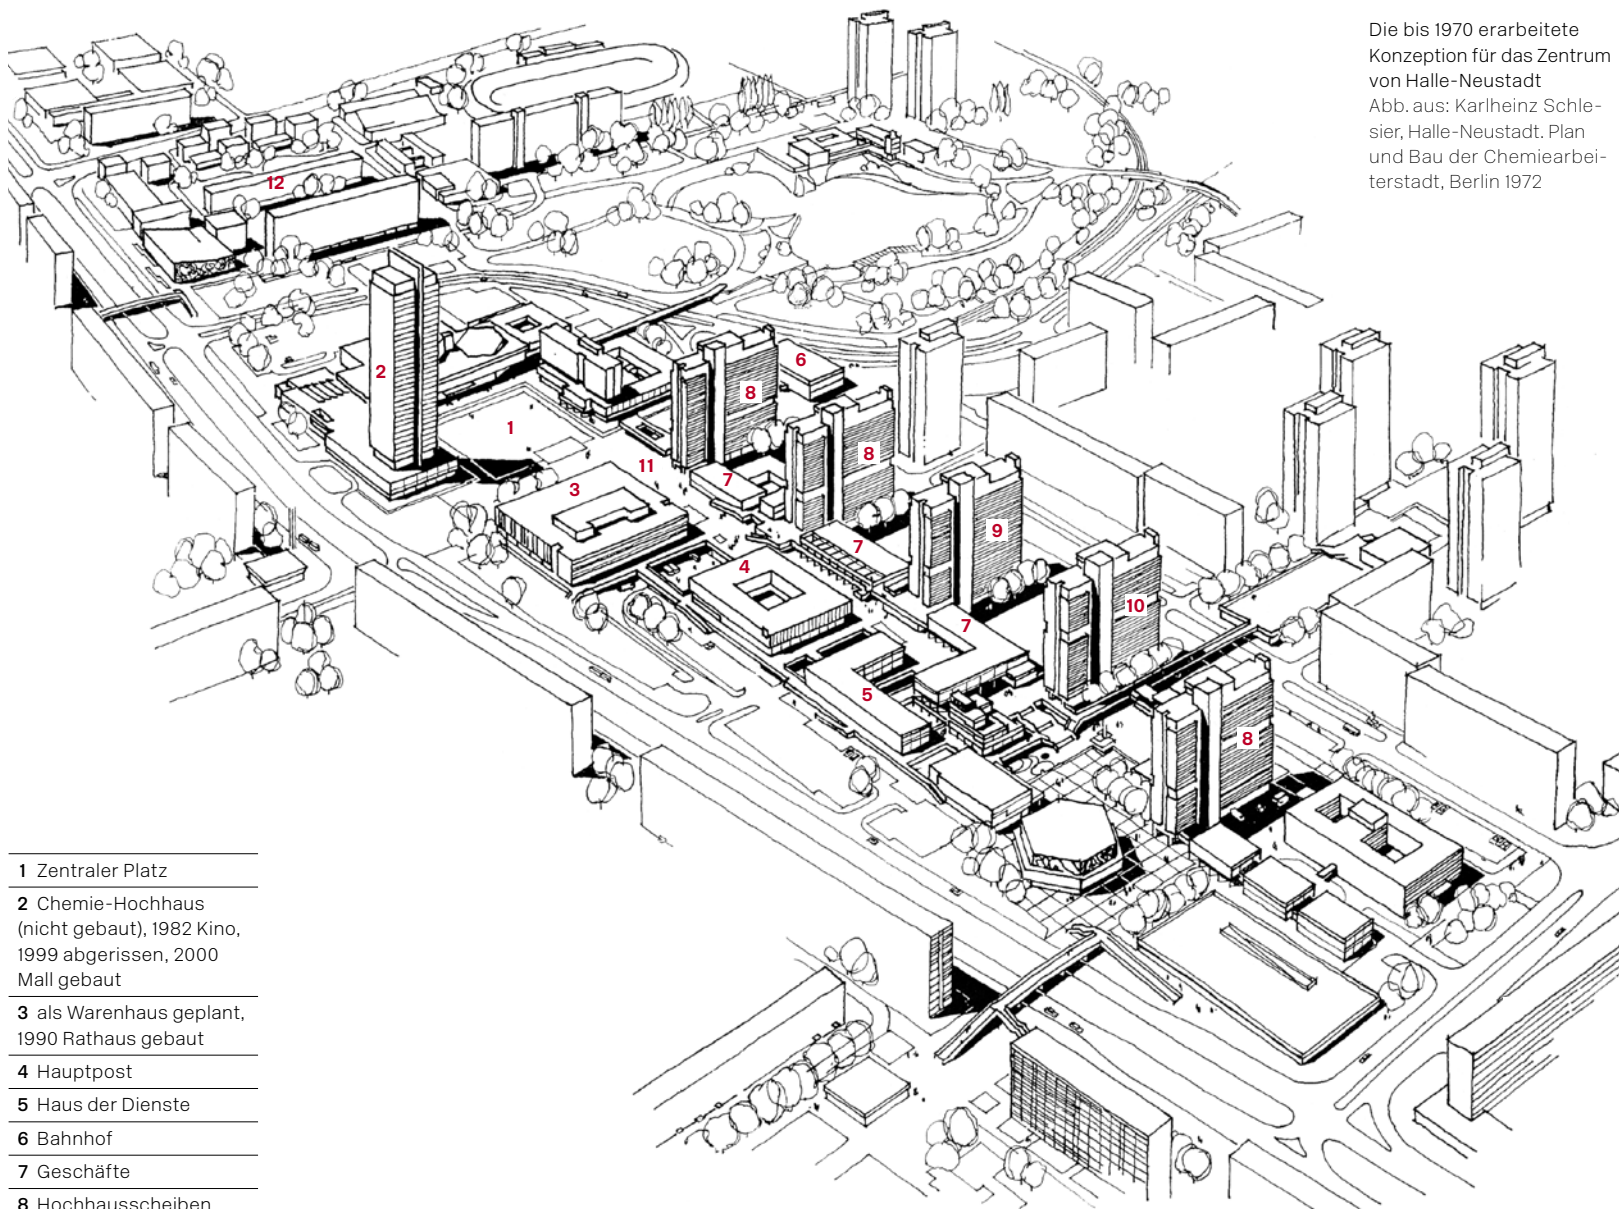 Die bis 1970 erarbeitete
Konzeption für das Zentrum
von Halle-Neustadt
Abb. aus: Karlheinz Schle-
sier, Halle-Neustadt. Plan
und Bau der Chemiearbei-
terstadt, Berlin 1972
12
2
6
8
1
8
11
7
3
9
7
4
10
7
5
8
1 Zentraler Platz
2 Chemie-Hochhaus
(nicht gebaut), 1982 Kino,
1999 abgerissen, 2000
Mall gebaut
3 als Warenhaus geplant,
1990 Rathaus gebaut
4 Hauptpost
5 Haus der Dienste
6 Bahnhof
7 Geschäfte
8 Hochhausscheiben